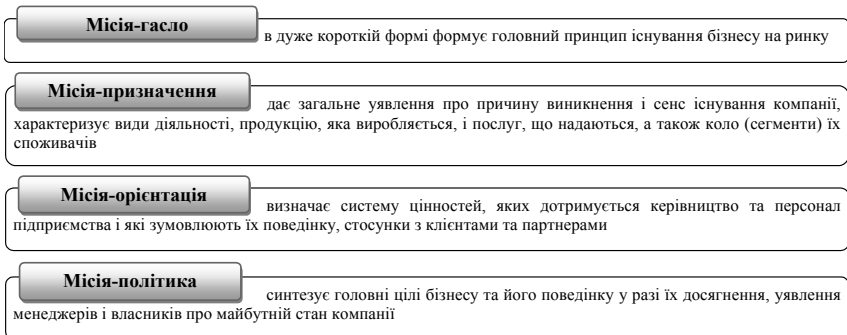 Місія-гасло
в дуже короткій формі формує головний принцип існування бізнесу на ринку
Місія-призначення
дає загальне уявлення про причину виникнення і сенс існування компанії,
характеризує види діяльності, продукцію, яка виробляється, і послуг, що надаються, а також коло (сегменти) їх
споживачів
Місія-орієнтація
визначає систему цінностей, яких дотримується керівництво та персонал
підприємства і які зумовлюють їх поведінку, стосунки з клієнтами та партнерами
Місія-політика
синтезує головні цілі бізнесу та його поведінку у разі їх досягнення, уявлення
менеджерів і власників про майбутній стан компанії